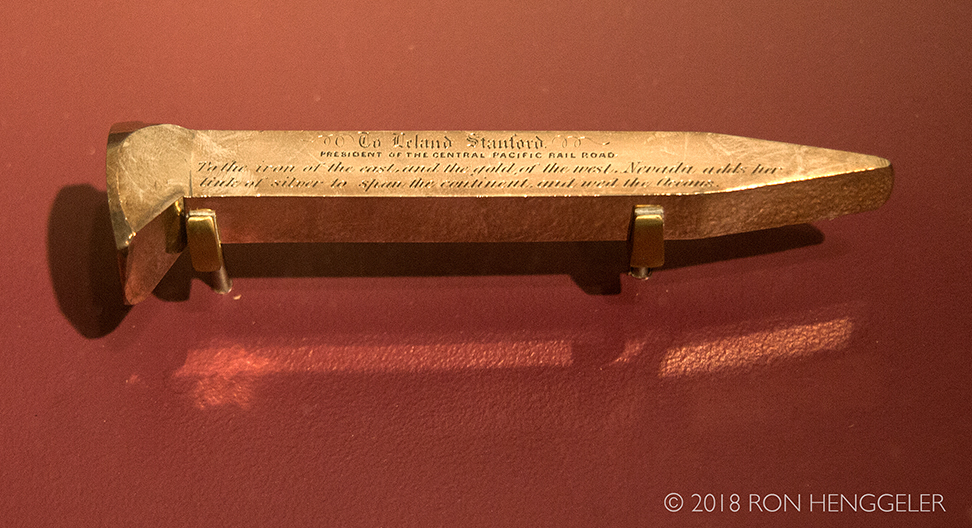 To Leland Stanford.
PRESIDENT OF THE CENTRAL PACIFIC RAIL ROAD.
To the iron of the east, and the gold, of the west, Nevada adds her
link of silver to span the continent, and wed the Oceans.
© 2018 RON HENGGELER